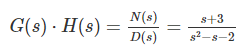 G(s) · H(s) = N(s)/D(s) = s+3/s²−s−2